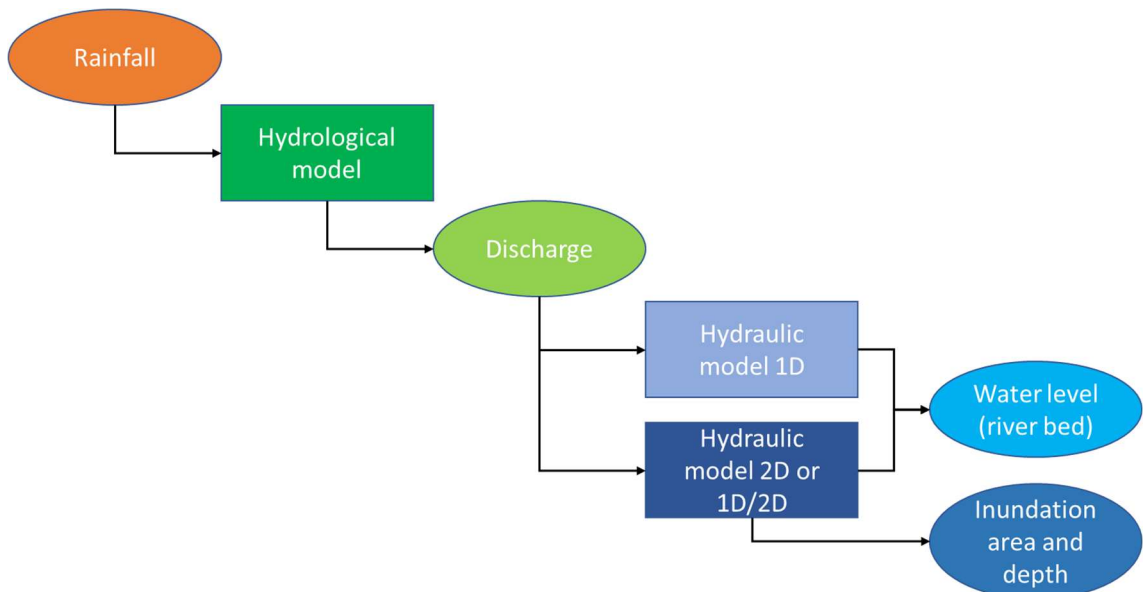 Rainfall
Hydrological
model
Discharge
Hydraulic
model 1D
Water level
(river bed)
Hydraulic
model 2D or
1D/2D
Inundation
area and
depth